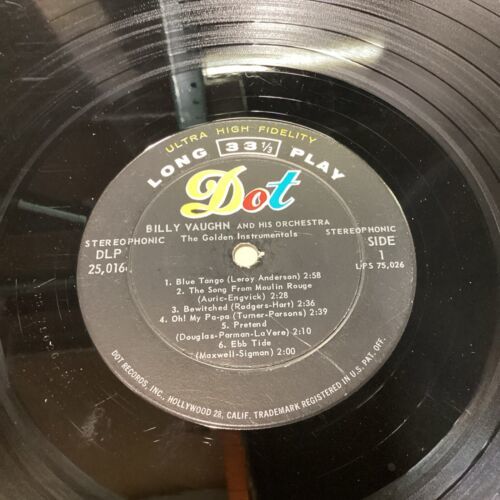 ULTRA HIGH FIDELITY
LONG 33 1/3 PLAY
Dot
BILLY VAUGHN AND HIS ORCHESTRA
The Golden Instrumentals
STEREOPHONIC
DLP
25,016
STEREOPHONIC
SIDE
1
LPS 75,026
1. Blue Tango (Leroy Anderson) 2:58
2. The Song From Moulin Rouge
(Auric-Engvick) 2:28
3. Bewitched (Rodgers-Hart) 2:36
4. Oh! My Pa-pa (Turner-Parsons) 2:39
5. Pretend
(Douglas-Parman-LaVere) 2:10
6. Ebb Tide
(Maxwell-Sigman) 2:00
DOT RECORDS, INC., HOLLYWOOD 28, CALIF. TRADEMARK REGISTERED IN U.S. PAT. OFF.